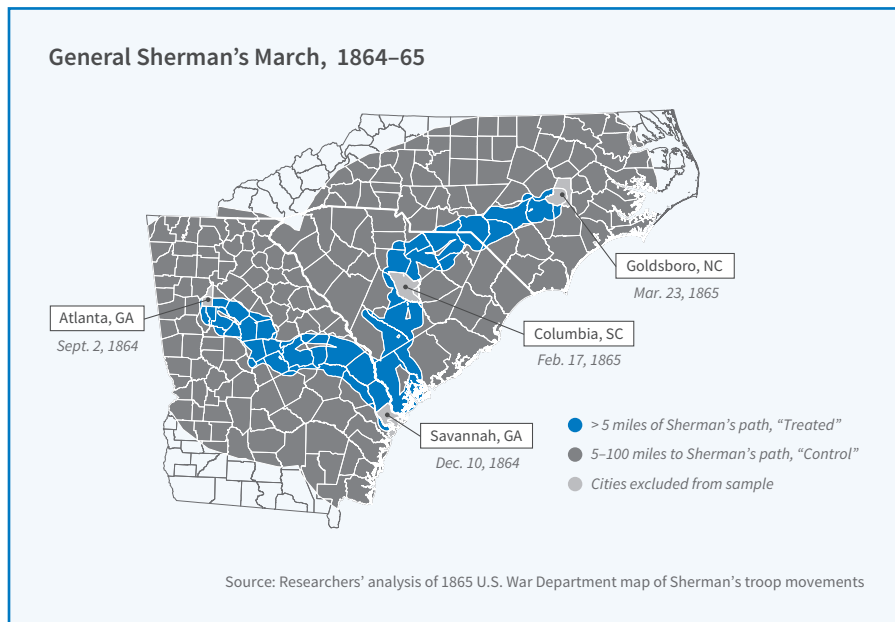 General Sherman’s March, 1864–65
Goldsboro, NC
Mar. 23, 1865
Atlanta, GA
Sept. 2, 1864
Columbia, SC
Feb. 17, 1865
Savannah, GA
Dec. 10, 1864
> 5 miles of Sherman’s path, “Treated”
5–100 miles to Sherman’s path, “Control”
Cities excluded from sample
Source: Researchers’ analysis of 1865 U.S. War Department map of Sherman’s troop movements